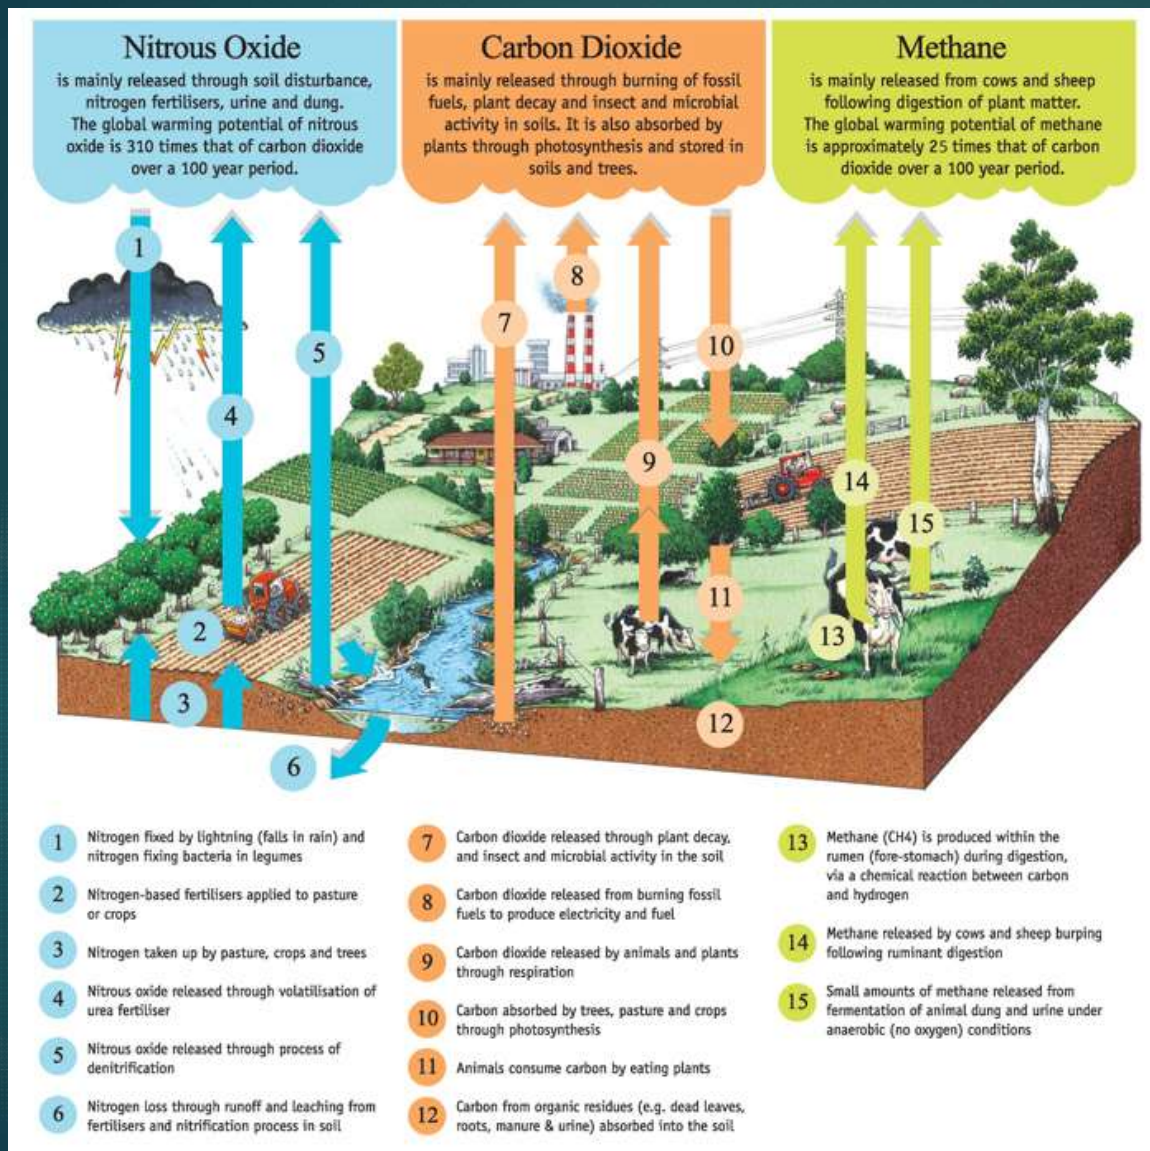 Nitrous Oxide
is mainly released through soil disturbance,
nitrogen fertilisers, urine and dung.
The global warming potential of nitrous
oxide is 310 times that of carbon dioxide
over a 100 year period.
Carbon Dioxide
is mainly released through burning of fossil
fuels, plant decay and insect and microbial
activity in soils. It is also absorbed by
plants through photosynthesis and stored in
soils and trees.
Methane
is mainly released from cows and sheep
following digestion of plant matter.
The global warming potential of methane
is approximately 25 times that of carbon
dioxide over a 100 year period.
1
2
3
4
5
6
7
8
9
10
11
12
13
14
15
1 Nitrogen fixed by lightning (falls in rain) and
nitrogen fixing bacteria in legumes
2 Nitrogen-based fertilisers applied to pasture
or crops
3 Nitrogen taken up by pasture, crops and trees
4 Nitrous oxide released through volatilisation of
urea fertiliser
5 Nitrous oxide released through process of
denitrification
6 Nitrogen loss through runoff and leaching from
fertilisers and nitrification process in soil
7 Carbon dioxide released through plant decay,
and insect and microbial activity in the soil
8 Carbon dioxide released from burning fossil
fuels to produce electricity and fuel
9 Carbon dioxide released by animals and plants
through respiration
10 Carbon absorbed by trees, pasture and crops
through photosynthesis
11 Animals consume carbon by eating plants
12 Carbon from organic residues (e.g. dead leaves,
roots, manure & urine) absorbed into the soil
13 Methane (CH4) is produced within the
rumen (fore-stomach) during digestion,
via a chemical reaction between carbon
and hydrogen
14 Methane released by cows and sheep burping
following ruminant digestion
15 Small amounts of methane released from
fermentation of animal dung and urine under
anaerobic (no oxygen) conditions